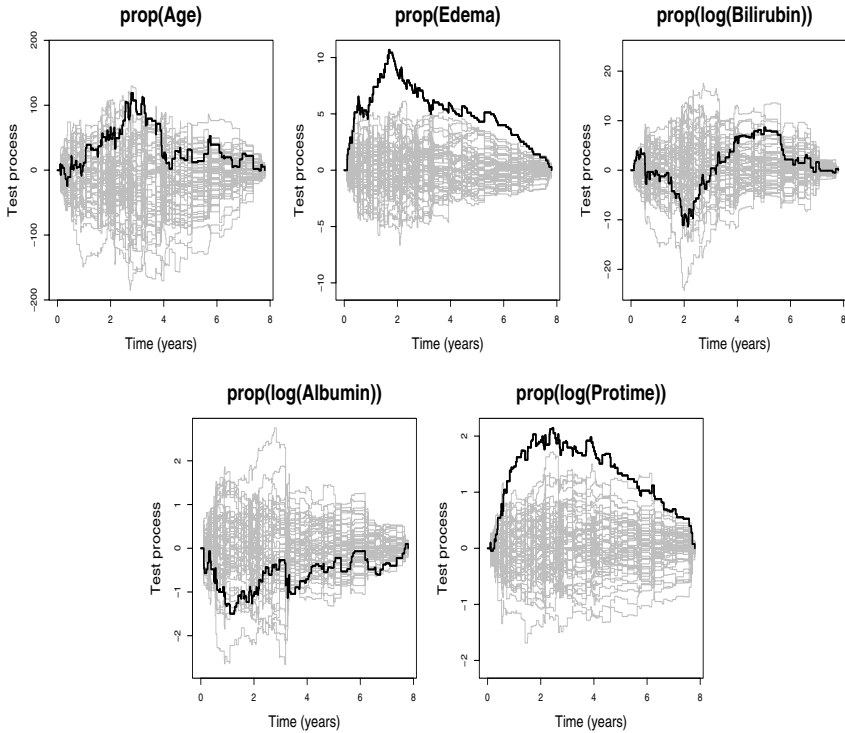 prop(Age)
Test process
200
100
0
−100
−200
0 2 4 6 8
Time (years)
prop(Edema)
Test process
10
5
0
−5
−10
0 2 4 6 8
Time (years)
prop(log(Bilirubin))
Test process
20
10
0
−10
−20
0 2 4 6 8
Time (years)
prop(log(Albumin))
Test process
2
1
0
−1
−2
0 2 4 6 8
Time (years)
prop(log(Protime))
Test process
2
1
0
−1
−2
0 2 4 6 8
Time (years)